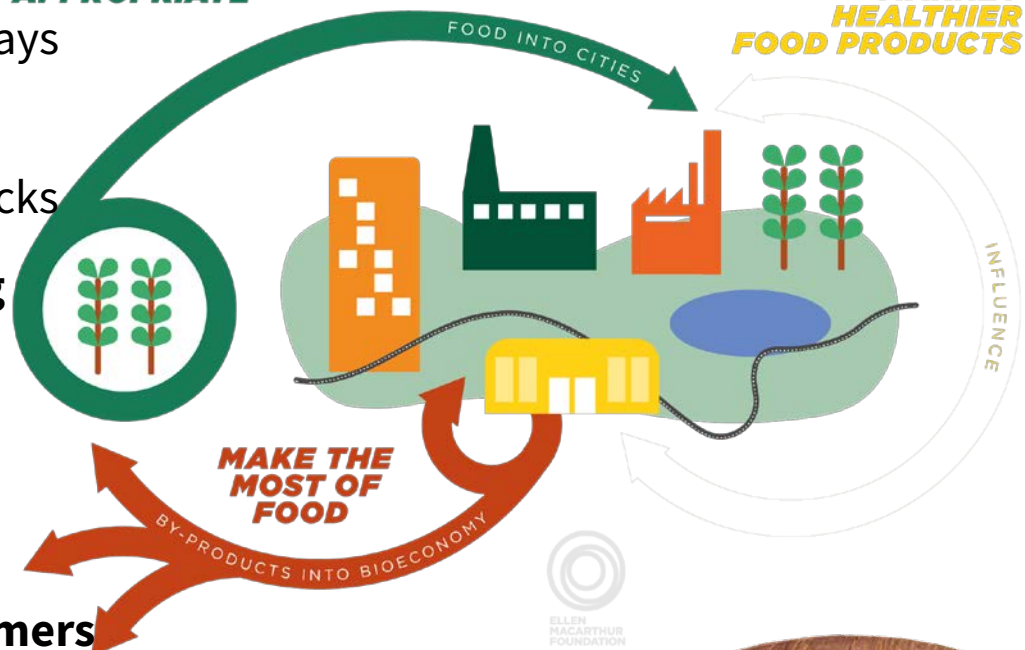 APPROPRIATE
ays
HEALTHIER
FOOD PRODUCTS
FOOD INTO CITIES
cks
g
INFLUENCE
MAKE THE
MOST OF
FOOD
BY-PRODUCTS INTO BIOECONOMY
ELLEN
MACARTHUR
FOUNDATION
mers